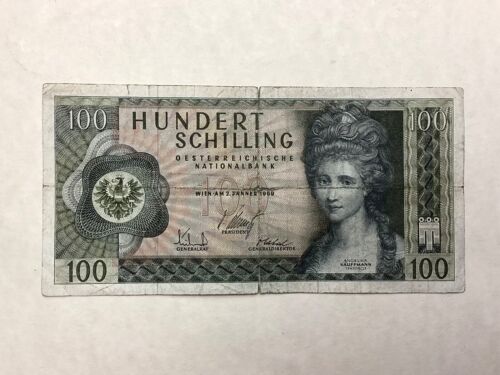 100
HUNDERT
SCHILLING
100
OESTERREICHISCHE
NATIONALBANK
WIEN AM 2. JÄNNER 1969
PRÄSIDENT
GENERALRAT
GENERALDIREKTOR
ANGELIKA
KAUFFMANN
100
100